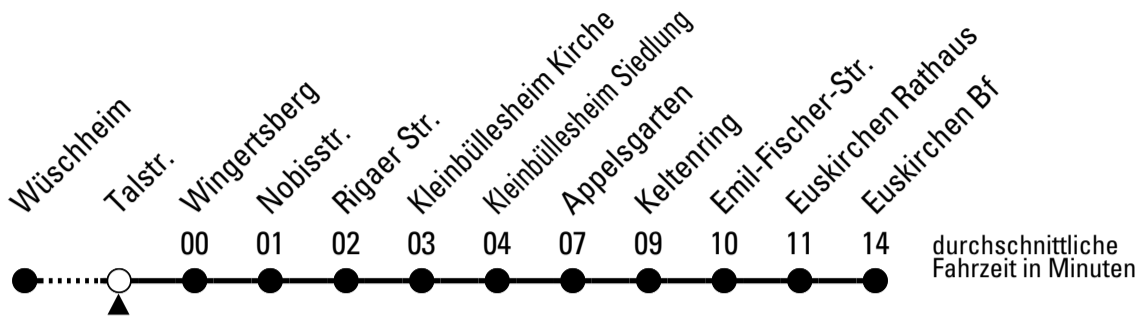 Wüschheim
Talstr.
Wingertsberg
Nobisstr.
Rigaer Str.
Kleinbüllesheim Kirche
Kleinbüllesheim Siedlung
Appelsgarten
Keltenring
Emil-Fischer-Str.
Euskirchen Rathaus
Euskirchen Bf
00 01 02 03 04 07 09 10 11 14
durchschnittliche
Fahrzeit in Minuten